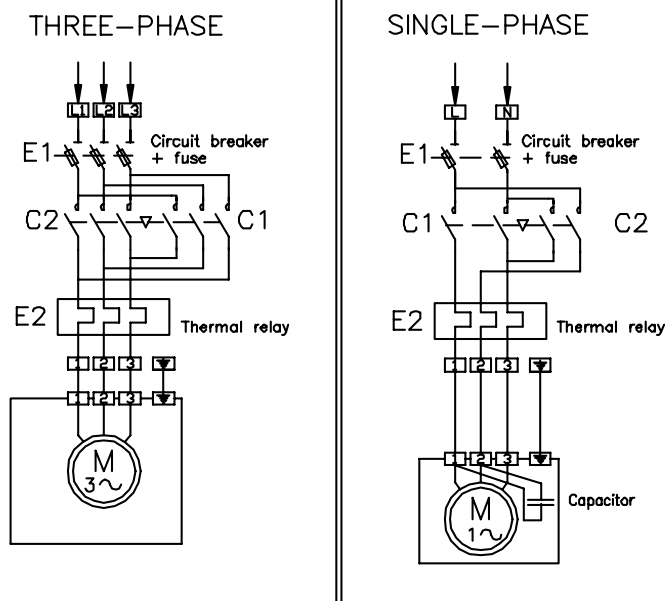 THREE-PHASE
L1 L2 L3
E1
Circuit breaker
+ fuse
C2
C1
E2
Thermal relay
1 2 3
1 2 3
M
3~
SINGLE-PHASE
L N
E1
Circuit breaker
+ fuse
C1
C2
E2
Thermal relay
1 2 3
1 2 3
Capacitor
M
1~